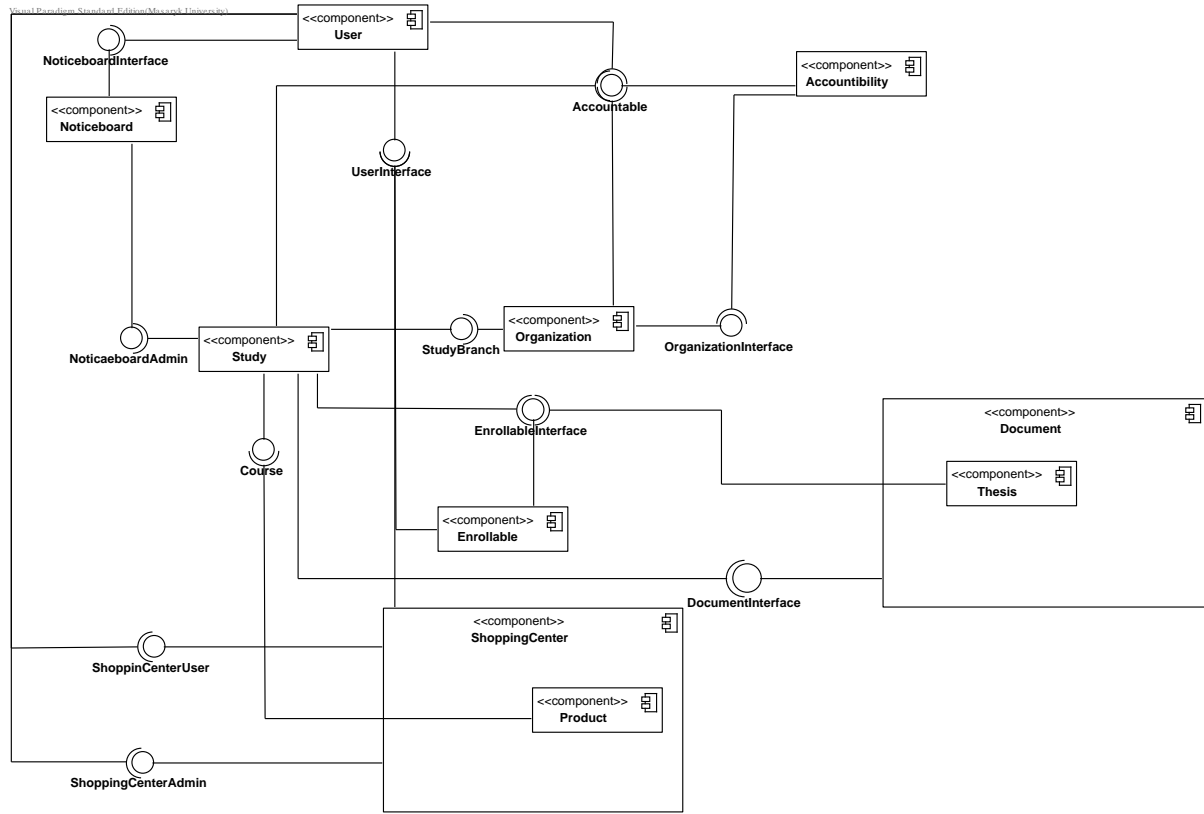 Visual Paradigm Standard Edition(Masaryk University)
<<component>>
User
NoticeboardInterface
<<component>>
Accountibility
Accountable
<<component>>
Noticeboard
UserInterface
<<component>>
Organization
<<component>>
Study
StudyBranch
OrganizationInterface
NoticaeboardAdmin
<<component>>
Document
EnrollableInterface
Course
<<component>>
Thesis
<<component>>
Enrollable
DocumentInterface
<<component>>
ShoppingCenter
ShoppinCenterUser
<<component>>
Product
ShoppingCenterAdmin